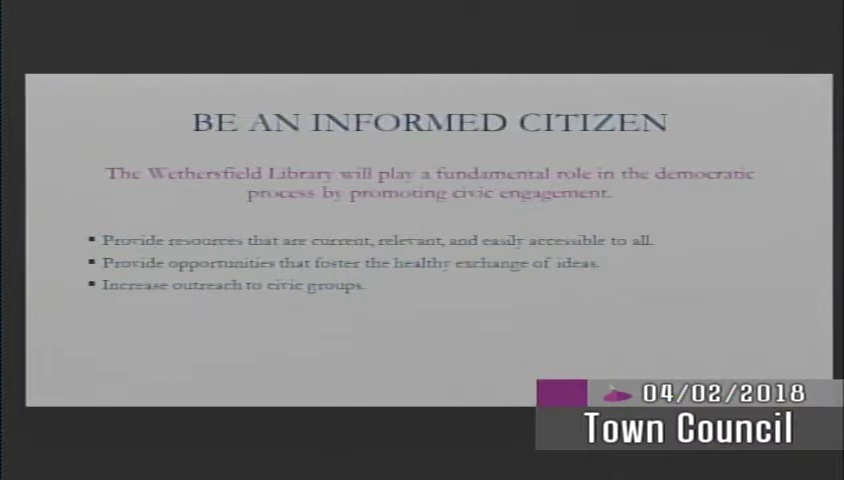 BE AN INFORMED CITIZEN
The Wethersfield Library will play a fundamental role in the democratic
process by promoting civic engagement.
▪ Provide resources that are current, relevant, and easily accessible to all.
▪ Provide opportunities that foster the healthy exchange of ideas.
▪ Increase outreach to civic groups.
04/02/2018
Town Council